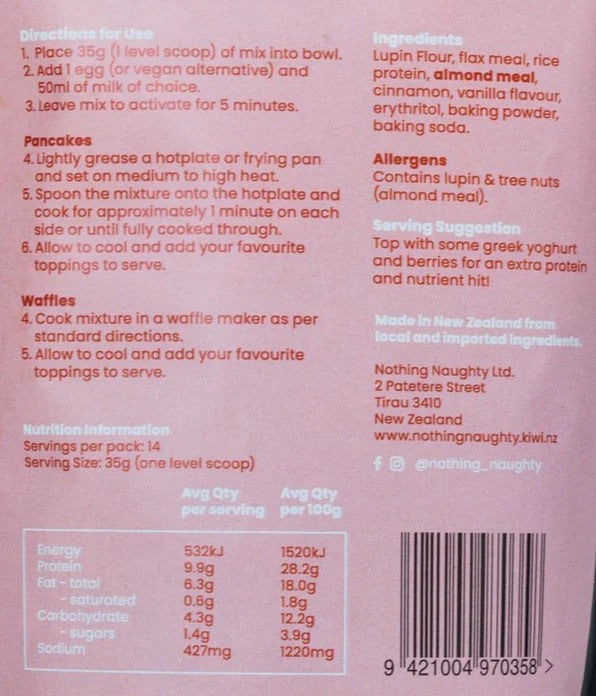 Directions for Use
1. Place 35g (1 level scoop) of mix into bowl.
2. Add 1 egg (or vegan alternative) and
50ml of milk of choice.
3. Leave mix to activate for 5 minutes.
Pancakes
4. Lightly grease a hotplate or frying pan
and set on medium to high heat.
5. Spoon the mixture onto the hotplate and
cook for approximately 1 minute on each
side or until fully cooked through.
6. Allow to cool and add your favourite
toppings to serve.
Waffles
4. Cook mixture in a waffle maker as per
standard directions.
5. Allow to cool and add your favourite
toppings to serve.
Nutrition Information
Servings per pack: 14
Serving Size: 35g (one level scoop)
Avg Qty Avg Qty
per serving per 100g
Energy 532kJ 1520kJ
Protein 9.9g 28.2g
Fat - total 6.3g 18.0g
- saturated 0.6g 1.8g
Carbohydrate 4.3g 12.2g
- sugars 1.4g 3.9g
Sodium 427mg 1220mg
Ingredients
Lupin Flour, flax meal, rice
protein, almond meal,
cinnamon, vanilla flavour,
erythritol, baking powder,
baking soda.
Allergens
Contains lupin & tree nuts
(almond meal).
Serving Suggestion
Top with some greek yoghurt
and berries for an extra protein
and nutrient hit!
Made in New Zealand from
local and imported ingredients.
Nothing Naughty Ltd.
2 Patetere Street
Tirau 3410
New Zealand
www.nothingnaughty.kiwi.nz
@nothing_naughty
9 421004 970358 >